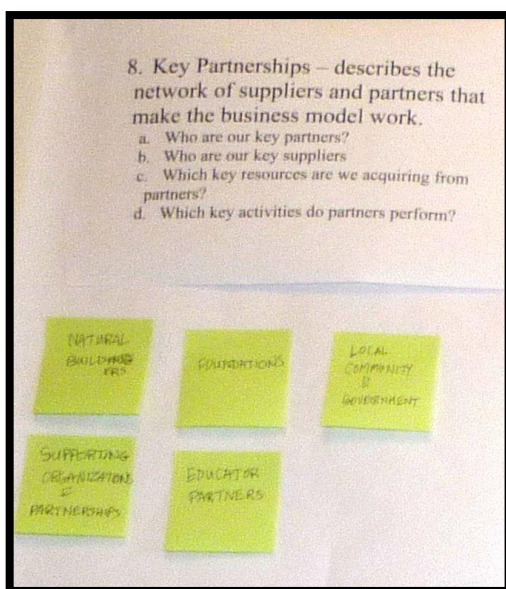 8. Key Partnerships – describes the
network of suppliers and partners that
make the business model work.
a. Who are our key partners?
b. Who are our key suppliers
c. Which key resources are we acquiring from
partners?
d. Which key activities do partners perform?
NATURAL
BUILD
ERS
FOUNDATIONS
LOCAL
COMMUNITY
&
GOVERNMENT
SUPPORTING
ORGANIZATIONS
&
PARTNERSHIPS
EDUCATOR
PARTNERS